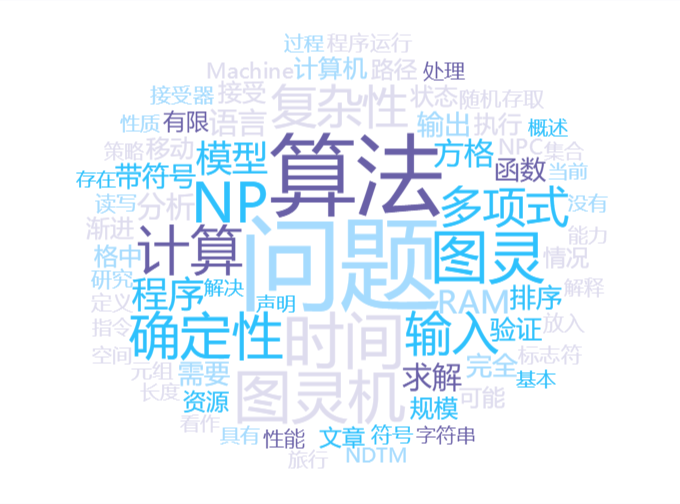 过程 程序运行
Machine 计算机 路径 处理
接受器 接受 复杂性 状态 随机存取
性质 有限 语言 输出 执行 概述
策略 移动 模型 算法 方格 函数 NPC 集合
存在 带符号 NP 多项式 当前
读写 分析 没有
渐进 计算 问题 图灵 能力
格中 情况
研究 程序 解决 声明 RAM 排序 解释
定义 确定性 时间 输入 验证 放入
指令 标志符
空间 元组 需要 图灵机 求解 完全 基本
长度 资源 规模 可能
看作 具有 性能 文章 符号 字符串
旅行 NDTM